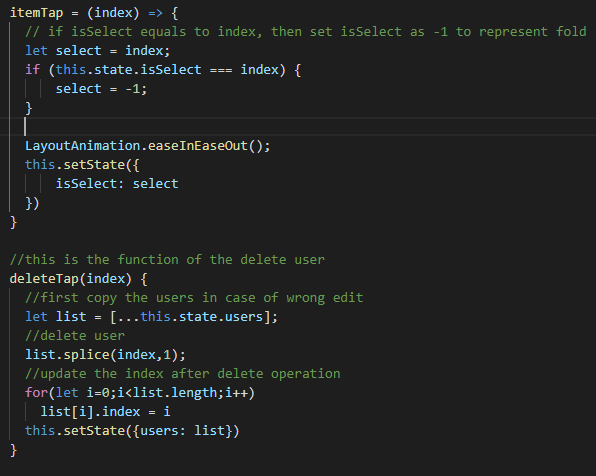 itemTap = (index) => {
// if isSelect equals to index, then set isSelect as -1 to represent fold
let select = index;
if (this.state.isSelect === index) {
select = -1;
}
LayoutAnimation.easeInEaseOut();
this.setState({
isSelect: select
})
}
//this is the function of the delete user
deleteTap(index) {
//first copy the users in case of wrong edit
let list = [...this.state.users];
//delete user
list.splice(index,1);
//update the index after delete operation
for(let i=0;i<list.length;i++)
list[i].index = i
this.setState({users: list})
}